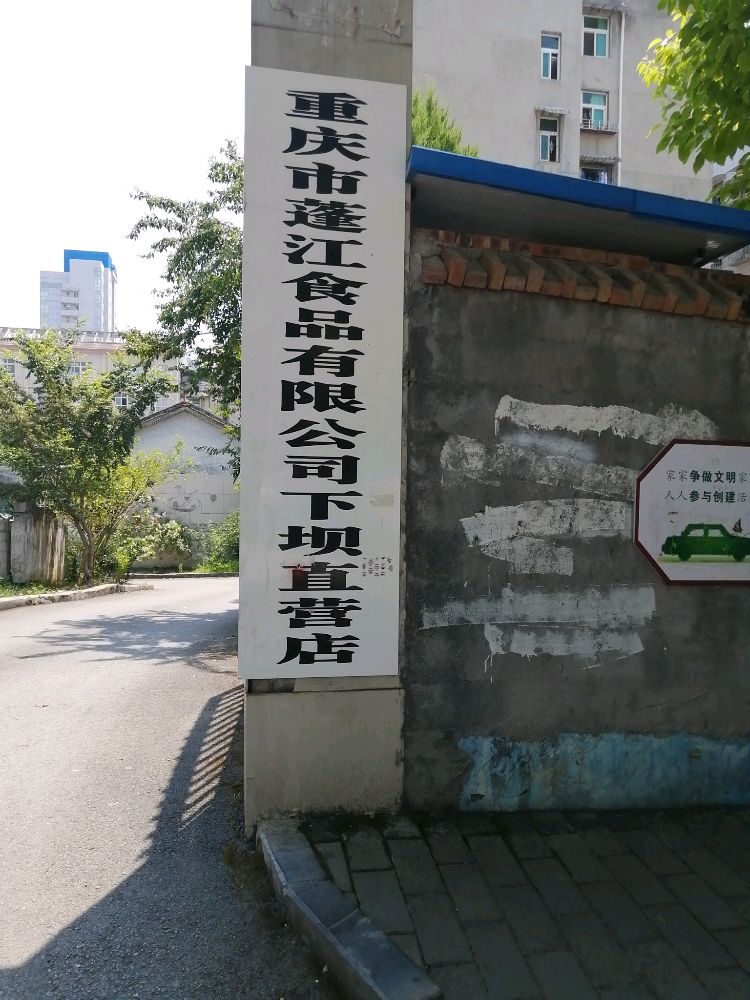 重庆市蓬江食品有限公司下坝直营店
家家争做文明家
人人参与创建活